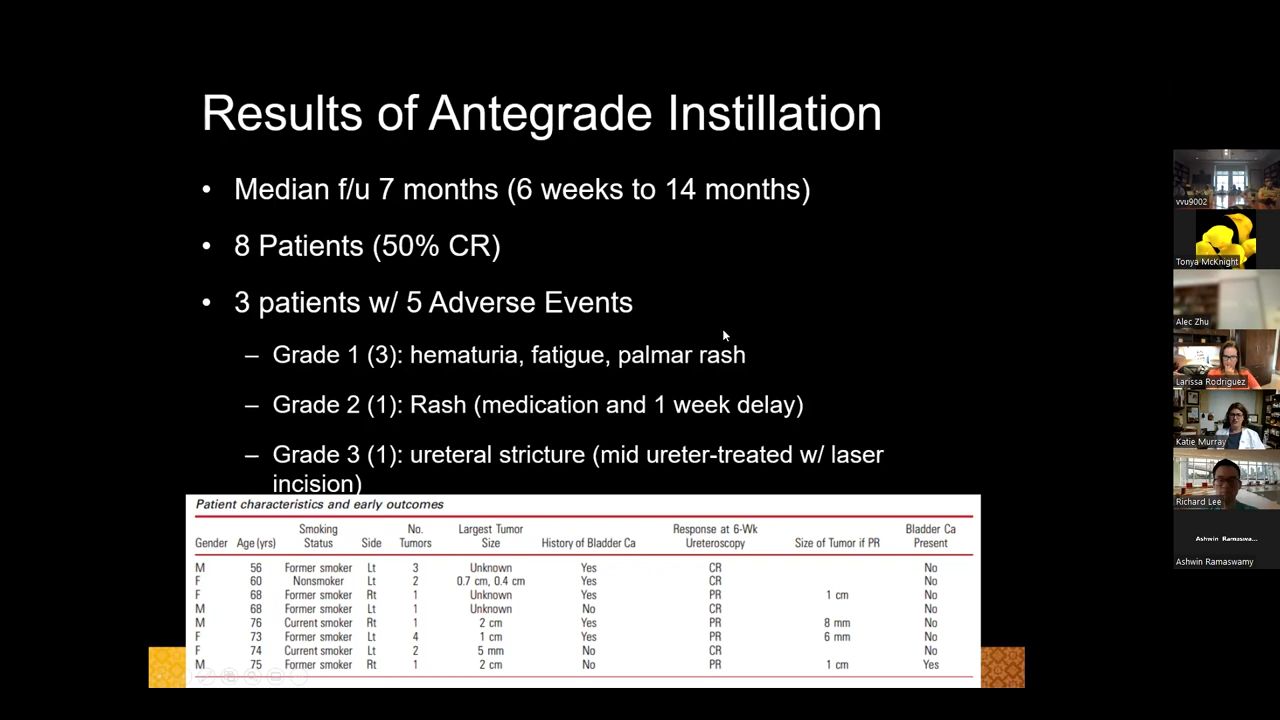 Results of Antegrade Instillation
• Median f/u 7 months (6 weeks to 14 months)
• 8 Patients (50% CR)
• 3 patients w/ 5 Adverse Events
– Grade 1 (3): hematuria, fatigue, palmar rash
– Grade 2 (1): Rash (medication and 1 week delay)
– Grade 3 (1): ureteral stricture (mid ureter-treated w/ laser
incision)
Patient characteristics and early outcomes
Smoking No. Largest Tumor Response at 6-Wk Bladder Ca
Gender Age (yrs) Status Side Tumors Size History of Bladder Ca Ureteroscopy Size of Tumor if PR Present
M 56 Former smoker Lt 3 Unknown Yes CR No
F 60 Nonsmoker Lt 2 0.7 cm, 0.4 cm Yes CR No
F 68 Former smoker Rt 1 Unknown Yes PR 1 cm No
M 68 Former smoker Lt 1 Unknown No CR No
M 76 Current smoker Rt 1 2 cm Yes PR 8 mm No
F 73 Former smoker Lt 4 1 cm Yes PR 6 mm No
F 74 Current smoker Lt 2 5 mm No CR No
M 75 Former smoker Rt 1 2 cm No PR 1 cm Yes
vvu9002
Tonya McKnight
Alec Zhu
Larissa Rodriguez
Katie Murray
Richard Lee
Ashwin Ramaswa...
Ashwin Ramaswamy